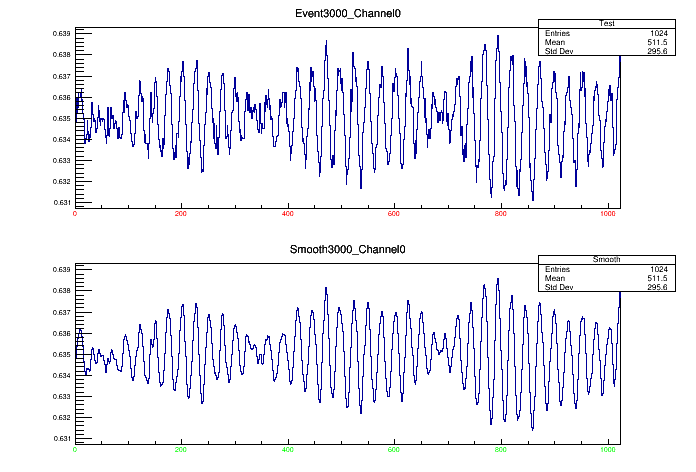 Event3000_Channel0
Test
Entries 1024
Mean 511.5
Std Dev 295.6
0.639
0.638
0.637
0.636
0.635
0.634
0.633
0.632
0.631
0 200 400 600 800 1000
Smooth3000_Channel0
Smooth
Entries 1024
Mean 511.5
Std Dev 295.6
0.639
0.638
0.637
0.636
0.635
0.634
0.633
0.632
0.631
0 200 400 600 800 1000